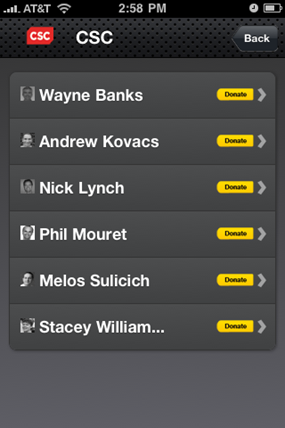 AT&T 2:58 PM
CSC CSC Back
Wayne Banks Donate
Andrew Kovacs Donate
Nick Lynch Donate
Phil Mouret Donate
Melos Sulicich Donate
Stacey William... Donate